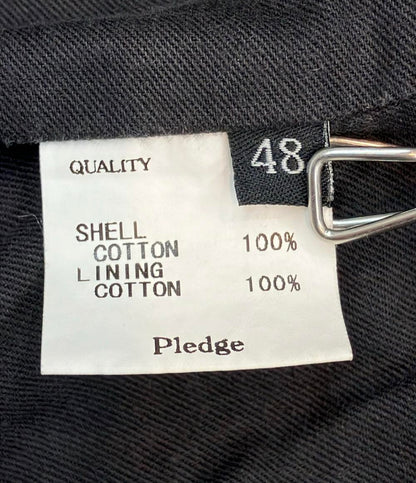 48
QUALITY
SHELL
COTTON 100%
LINING
COTTON 100%
Pledge